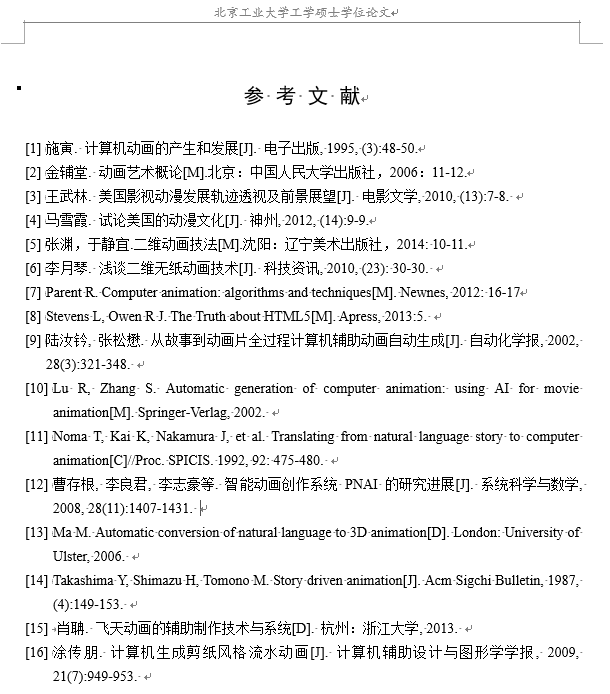 北京工业大学工学硕士学位论文
参 考 文 献
[1] 施寅. 计算机动画的产生和发展[J]. 电子出版, 1995, (3):48-50.
[2] 金辅堂. 动画艺术概论[M].北京：中国人民大学出版社，2006：11-12.
[3] 王武林. 美国影视动漫发展轨迹透视及前景展望[J]. 电影文学, 2010, (13):7-8.
[4] 马雪霞. 试论美国的动漫文化[J]. 神州, 2012, (14):9-9.
[5] 张渊，于静宜.二维动画技法[M].沈阳：辽宁美术出版社，2014: 10-11.
[6] 李月琴. 浅谈二维无纸动画技术[J]. 科技资讯, 2010, (23): 30-30.
[7] Parent R. Computer animation: algorithms and techniques[M]. Newnes, 2012: 16-17
[8] Stevens L, Owen R J. The Truth about HTML5[M]. Apress, 2013:5.
[9] 陆汝钤, 张松懋. 从故事到动画片全过程计算机辅助动画自动生成[J]. 自动化学报, 2002,
28(3):321-348.
[10] Lu R, Zhang S. Automatic generation of computer animation: using AI for movie
animation[M]. Springer-Verlag, 2002.
[11] Noma T, Kai K, Nakamura J, et al. Translating from natural language story to computer
animation[C]//Proc. SPICIS. 1992, 92: 475-480.
[12] 曹存根, 李良君, 李志豪等. 智能动画创作系统 PNAI 的研究进展[J]. 系统科学与数学,
2008, 28(11):1407-1431.
[13] Ma M. Automatic conversion of natural language to 3D animation[D]. London: University of
Ulster, 2006.
[14] Takashima Y, Shimazu H, Tomono M. Story driven animation[J]. Acm Sigchi Bulletin, 1987,
(4):149-153.
[15] 肖聃. 飞天动画的辅助制作技术与系统[D]. 杭州：浙江大学, 2013.
[16] 涂传朋. 计算机生成剪纸风格流水动画[J]. 计算机辅助设计与图形学学报, 2009,
21(7):949-953.